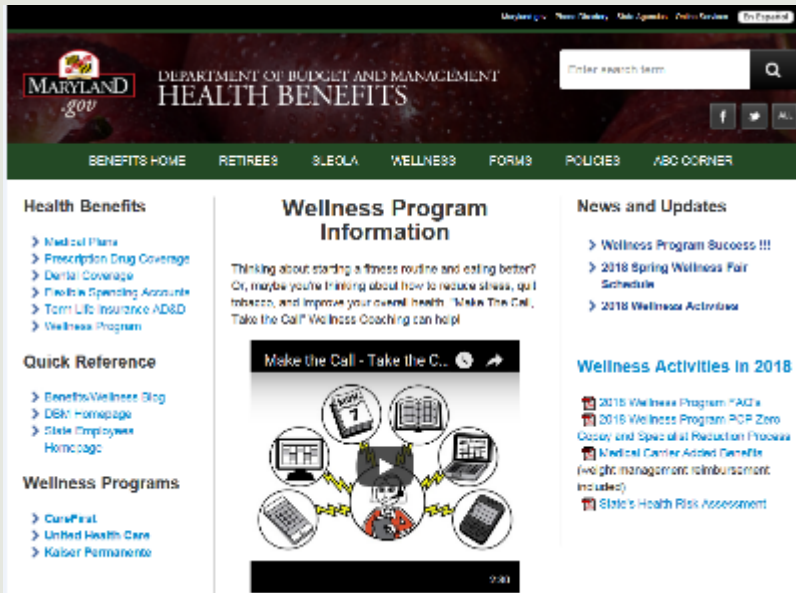 Maryland.gov Phone Directory State Agencies Online Services En Español
MARYLAND
.gov
DEPARTMENT OF BUDGET AND MANAGEMENT
HEALTH BENEFITS
Enter search term
f
ALL
BENEFITS HOME RETIREES SLEOLA WELLNESS FORMS POLICIES ABC CORNER
Health Benefits
Medical Plans
Prescription Drug Coverage
Dental Coverage
Flexible Spending Accounts
Term Life Insurance AD&D
Wellness Program
Quick Reference
Benefits/Wellness Blog
DBM Homepage
State Employees
Homepage
Wellness Programs
CareFirst
United Health Care
Kaiser Permanente
Wellness Program
Information
Thinking about starting a fitness routine and eating better?
Or, maybe you're thinking about how to reduce stress, quit
tobacco, and improve your overall health. "Make The Call,
Take the Call" Wellness Coaching can help!
Make the Call - Take the C...
7
2:30
News and Updates
Wellness Program Success !!!
2018 Spring Wellness Fair
Schedule
2018 Wellness Activities
Wellness Activities in 2018
2018 Wellness Program FAQ's
2018 Wellness Program PCP Zero
Copay and Specialist Reduction Process
Medical Carrier Added Benefits
(weight management reimbursement
included)
State's Health Risk Assessment